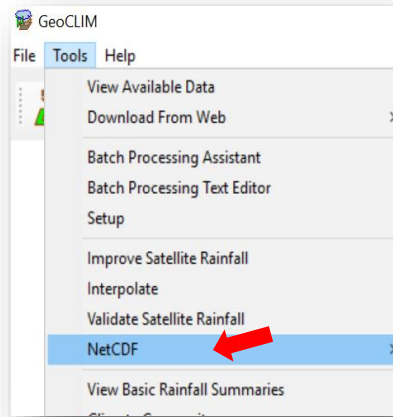 GeoCLIM
File Tools Help
View Available Data
Download From Web
Batch Processing Assistant
Batch Processing Text Editor
Setup
Improve Satellite Rainfall
Interpolate
Validate Satellite Rainfall
NetCDF
View Basic Rainfall Summaries